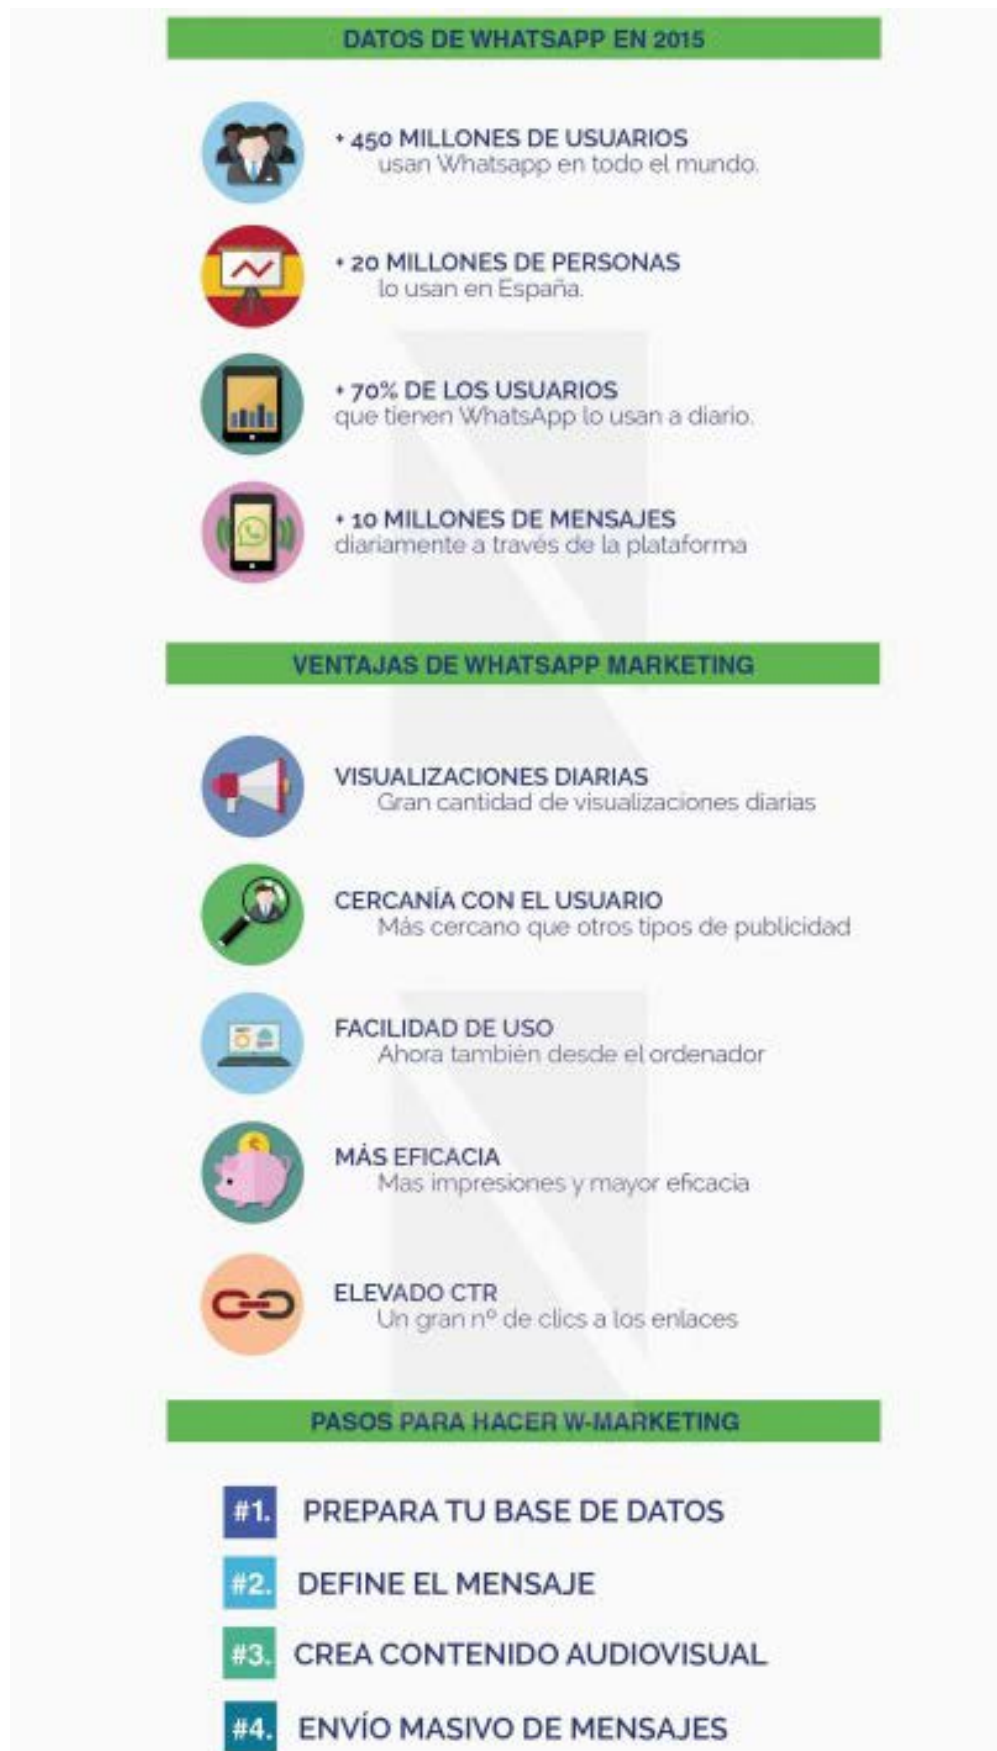 DATOS DE WHATSAPP EN 2015
+ 450 MILLONES DE USUARIOS
usan Whatsapp en todo el mundo.
+ 20 MILLONES DE PERSONAS
lo usan en España.
+ 70% DE LOS USUARIOS
que tienen WhatsApp lo usan a diario.
+ 10 MILLONES DE MENSAJES
diariamente a través de la plataforma
VENTAJAS DE WHATSAPP MARKETING
VISUALIZACIONES DIARIAS
Gran cantidad de visualizaciones diarias
CERCANÍA CON EL USUARIO
Más cercano que otros tipos de publicidad
FACILIDAD DE USO
Ahora también desde el ordenador
MÁS EFICACIA
Mas impresiones y mayor eficacia
ELEVADO CTR
Un gran nº de clics a los enlaces
PASOS PARA HACER W-MARKETING
#1. PREPARA TU BASE DE DATOS
#2. DEFINE EL MENSAJE
#3. CREA CONTENIDO AUDIOVISUAL
#4. ENVÍO MASIVO DE MENSAJES